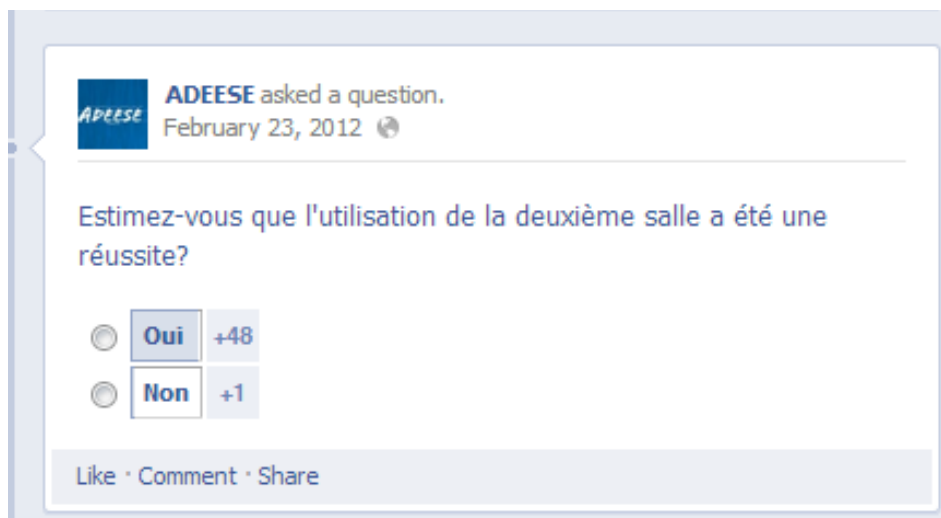 ADEESE
ADEESE asked a question.
February 23, 2012
Estimez-vous que l'utilisation de la deuxième salle a été une
réussite?
Oui +48
Non +1
Like · Comment · Share